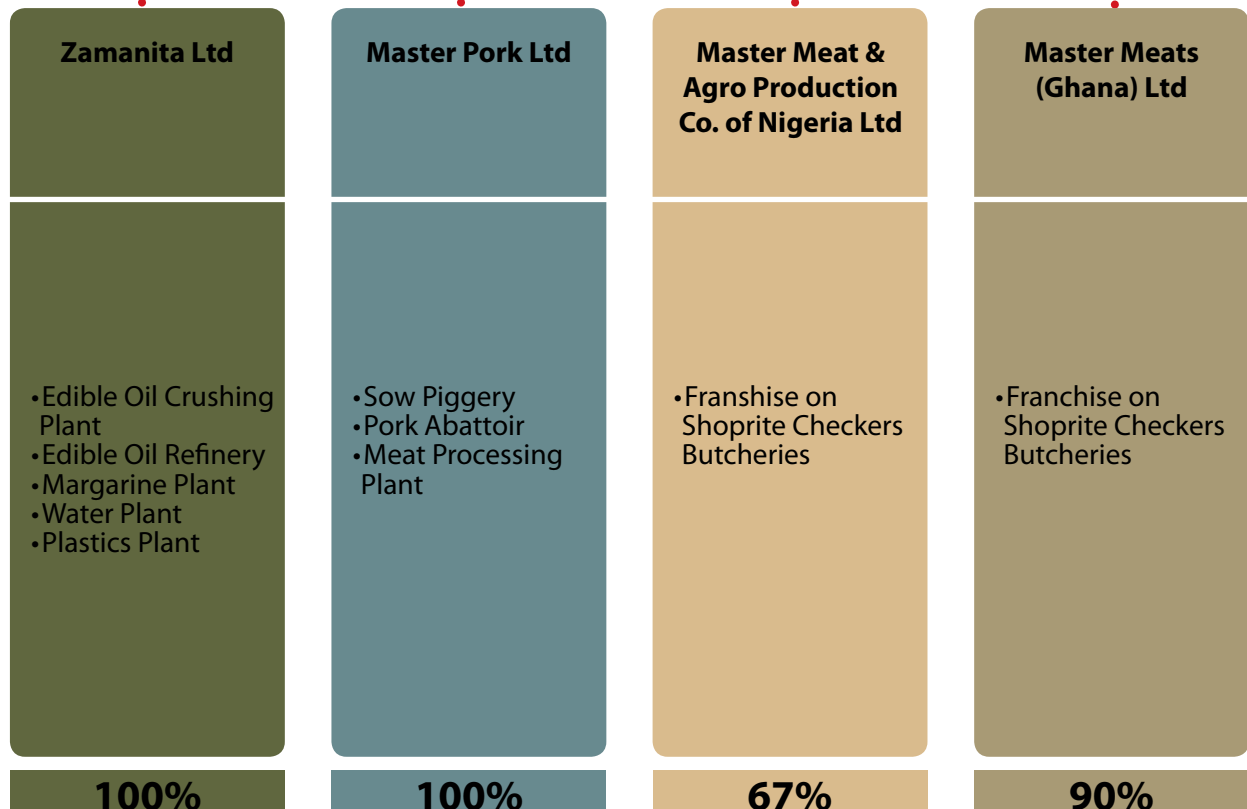 Zamanita Ltd
Master Pork Ltd
Master Meat &
Agro Production
Co. of Nigeria Ltd
Master Meats
(Ghana) Ltd
•Edible Oil Crushing
Plant
•Edible Oil Refinery
•Margarine Plant
•Water Plant
•Plastics Plant
•Sow Piggery
•Pork Abattoir
•Meat Processing
Plant
•Franshise on
Shoprite Checkers
Butcheries
•Franchise on
Shoprite Checkers
Butcheries
100%
100%
67%
90%